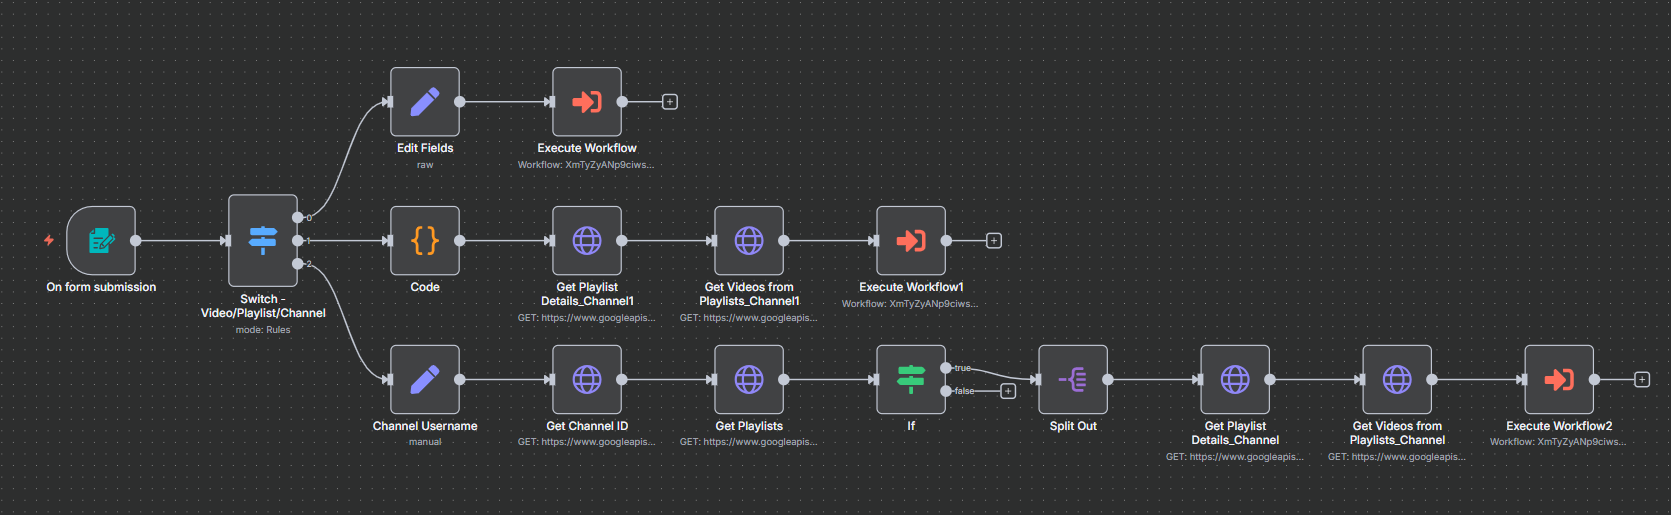 Edit Fields
raw
Execute Workflow
Workflow: XmTyZyANp9ciws...
0
1
2
On form submission
Switch -
Video/Playlist/Channel
mode: Rules
Code
Get Playlist
Details_Channel1
GET: https://www.googleapis...
Get Videos from
Playlists_Channel1
GET: https://www.googleapis...
Execute Workflow1
Workflow: XmTyZyANp9ciws...
Channel Username
manual
Get Channel ID
GET: https://www.googleapis...
Get Playlists
GET: https://www.googleapis...
true
false
If
Split Out
Get Playlist
Details_Channel
GET: https://www.googleapis...
Get Videos from
Playlists_Channel
GET: https://www.googleapis...
Execute Workflow2
Workflow: XmTyZyANp9ciws...